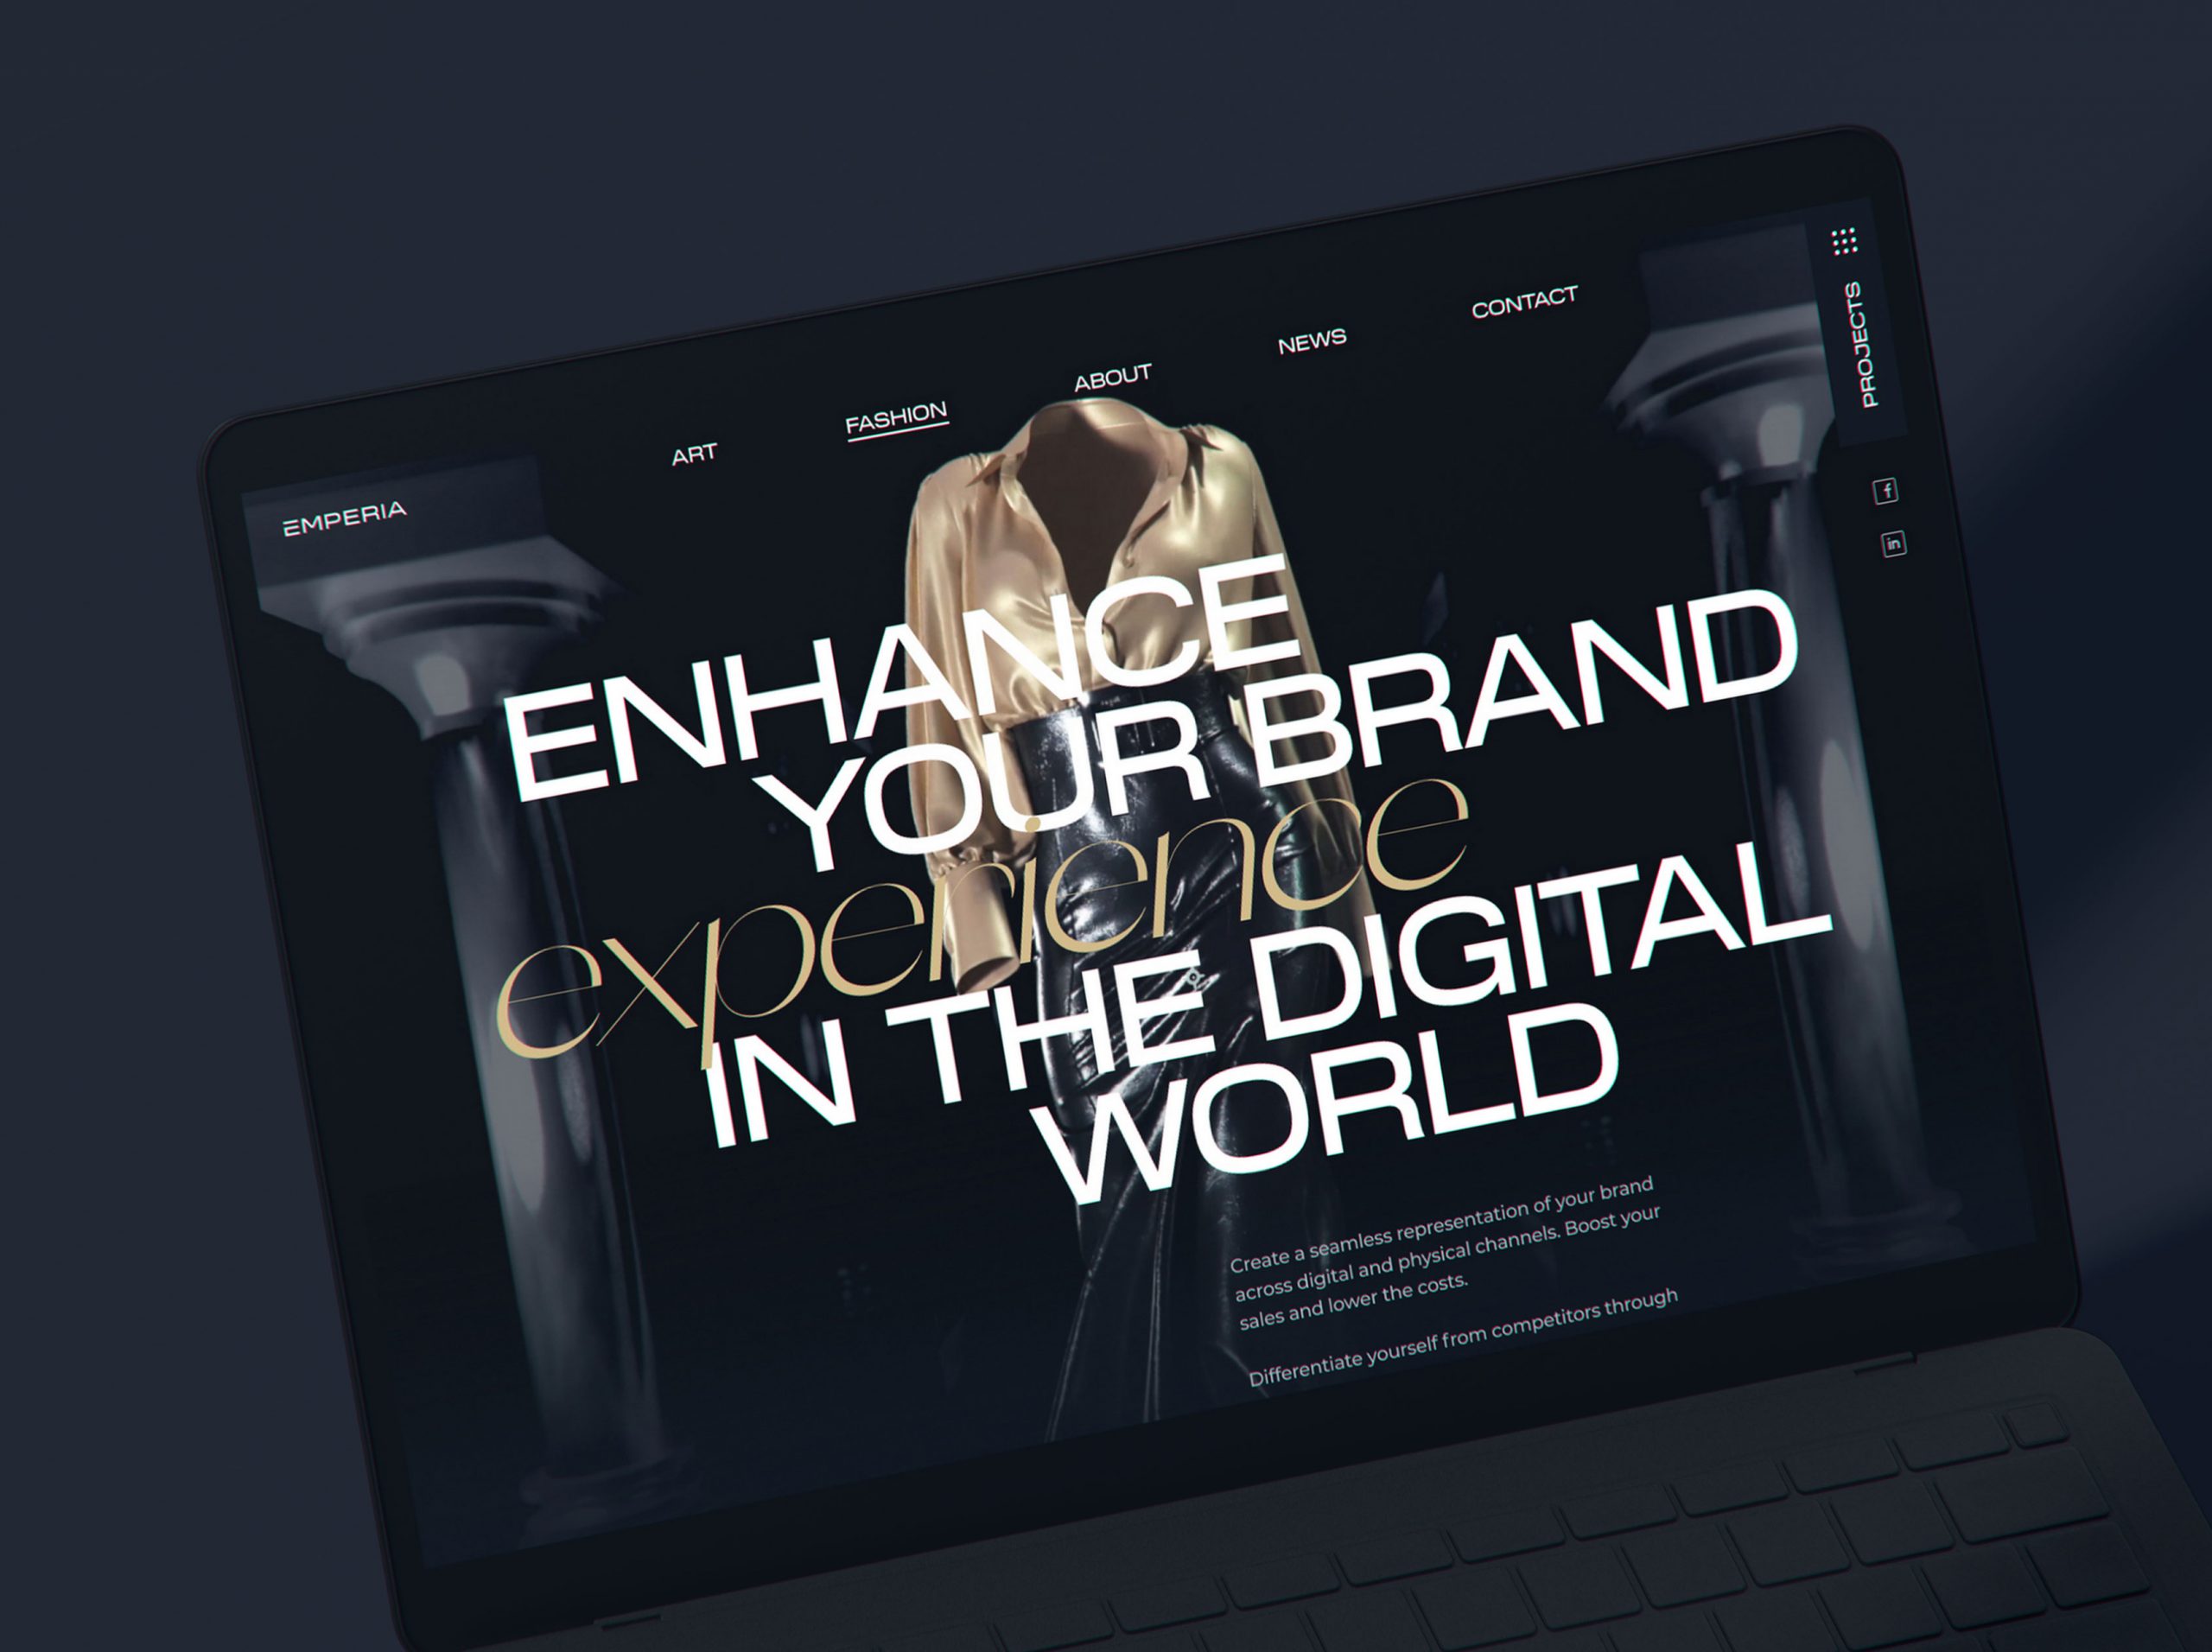 EMPERIA
ART
FASHION
ABOUT
NEWS
CONTACT
PROJECTS
f
in
ENHANCE
YOUR BRAND
experience
IN THE DIGITAL
WORLD
Create a seamless representation of your brand
across digital and physical channels. Boost your
sales and lower the costs.
Differentiate yourself from competitors through